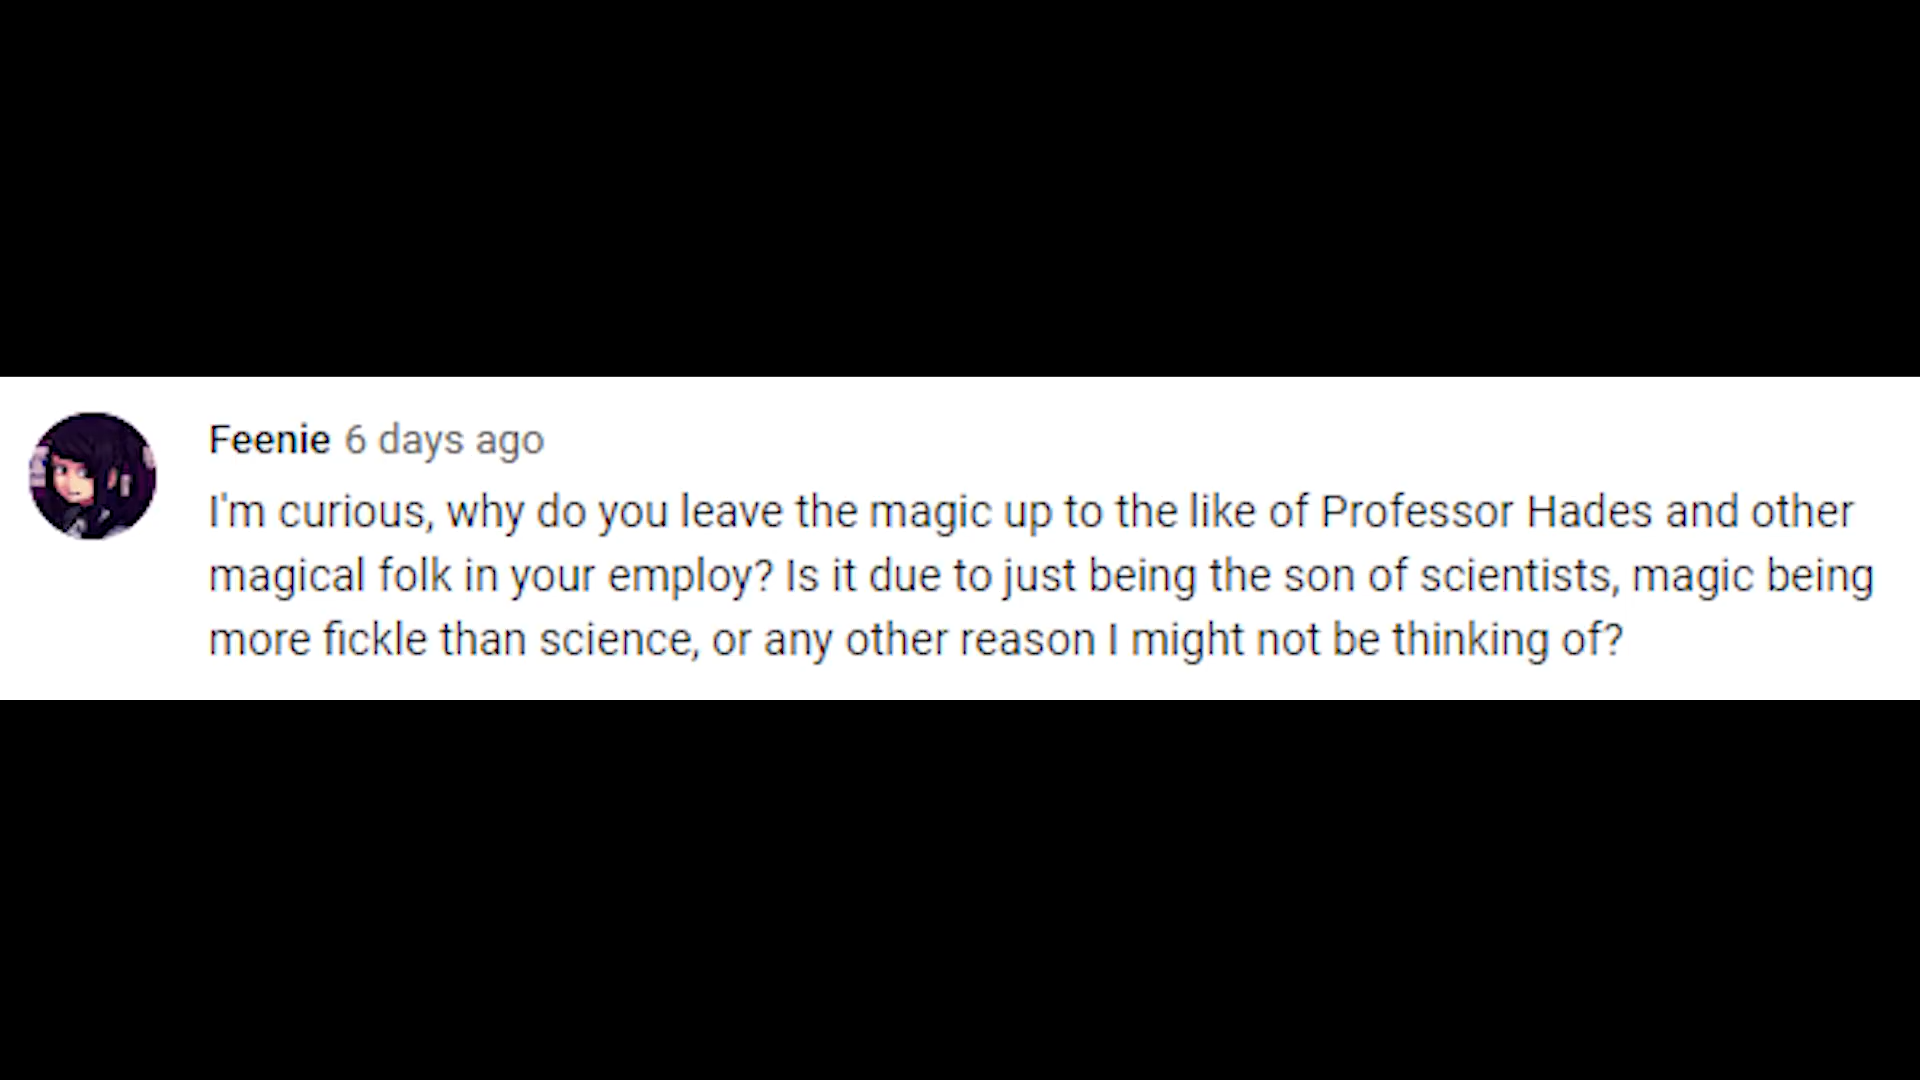 Feenie 6 days ago
I'm curious, why do you leave the magic up to the like of Professor Hades and other
magical folk in your employ? Is it due to just being the son of scientists, magic being
more fickle than science, or any other reason I might not be thinking of?